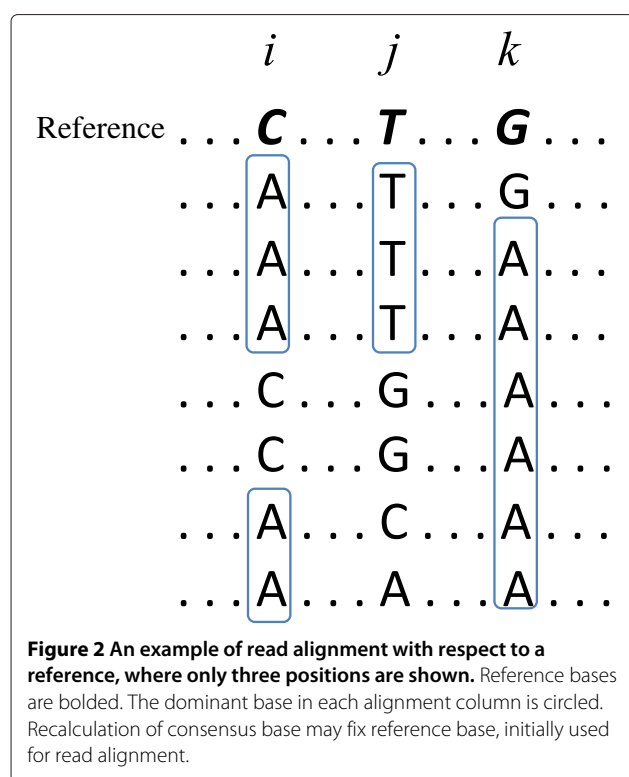 i j k
Reference . . . C . . . T . . . G . . .
. . . A . . . T . . . G . . .
. . . A . . . T . . . A . . .
. . . A . . . T . . . A . . .
. . . C . . . G . . . A . . .
. . . C . . . G . . . A . . .
. . . A . . . C . . . A . . .
. . . A . . . A . . . A . . .
Figure 2 An example of read alignment with respect to a
reference, where only three positions are shown. Reference bases
are bolded. The dominant base in each alignment column is circled.
Recalculation of consensus base may fix reference base, initially used
for read alignment.